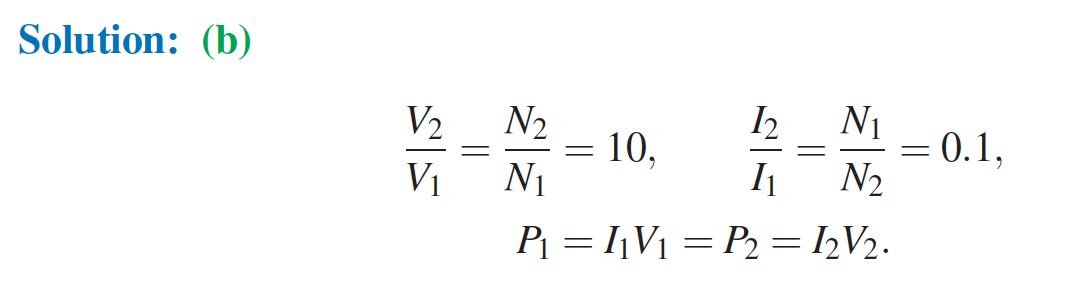 Solution: (b)
V₂/V₁ = N₂/N₁ = 10, I₂/I₁ = N₁/N₂ = 0.1,
P₁ = I₁V₁ = P₂ = I₂V₂.